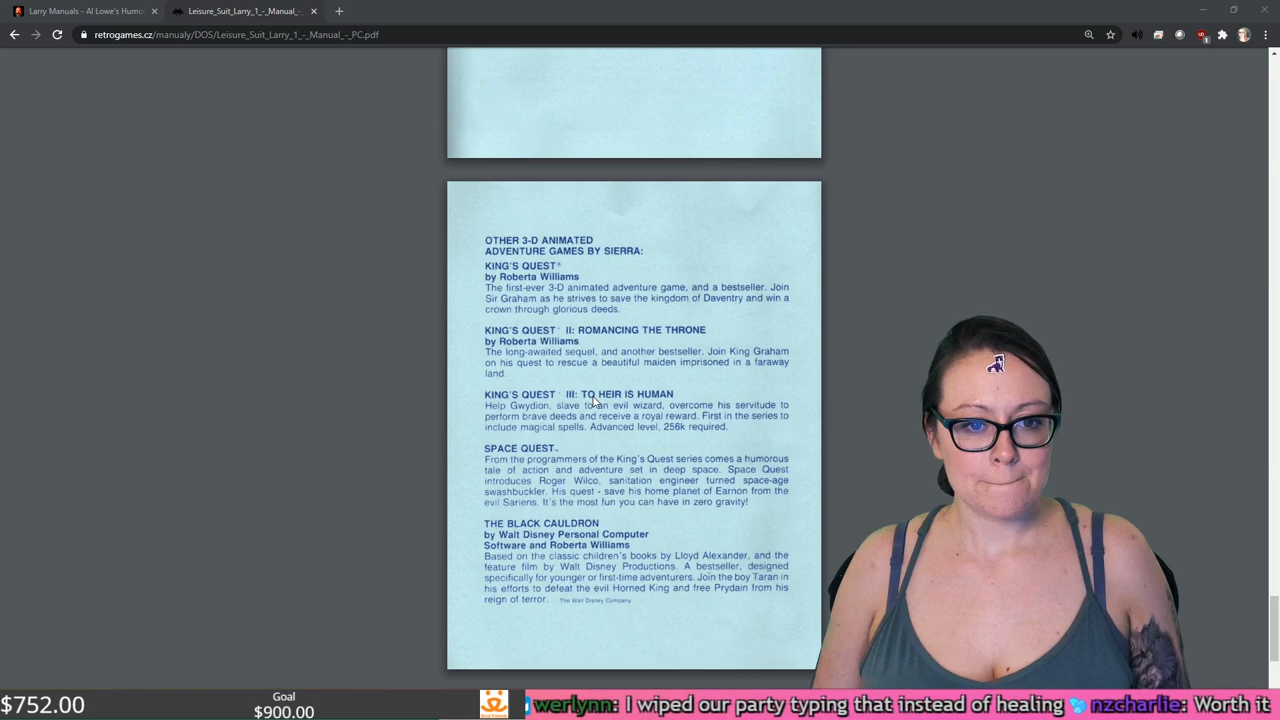 Larry Manuals - Al Lowe's Humo
Leisure_Suit_Larry_1_-_Manual_-_
retrogames.cz/manualy/DOS/Leisure_Suit_Larry_1_-_Manual_-_PC.pdf
OTHER 3-D ANIMATED
ADVENTURE GAMES BY SIERRA:
KING'S QUEST®
by Roberta Williams
The first-ever 3-D animated adventure game, and a bestseller. Join
Sir Graham as he strives to save the kingdom of Daventry and win a
crown through glorious deeds.
KING'S QUEST II: ROMANCING THE THRONE
by Roberta Williams
The long-awaited sequel, and another bestseller. Join King Graham
on his quest to rescue a beautiful maiden imprisoned in a faraway
land.
KING'S QUEST III: TO HEIR IS HUMAN
Help Gwydion, slave to an evil wizard, overcome his servitude to
perform brave deeds and receive a royal reward. First in the series to
include magical spells. Advanced level, 256k required.
SPACE QUEST™
From the programmers of the King's Quest series comes a humorous
tale of action and adventure set in deep space. Space Quest
introduces Roger Wilco, sanitation engineer turned space-age
swashbuckler. His quest - save his home planet of Earnon from the
evil Sariens. It's the most fun you can have in zero gravity!
THE BLACK CAULDRON
by Walt Disney Personal Computer
Software and Roberta Williams
Based on the classic children's books by Lloyd Alexander, and the
feature film by Walt Disney Productions. A bestseller, designed
specifically for younger or first-time adventurers. Join the boy Taran in
his efforts to defeat the evil Horned King and free Prydain from his
reign of terror. The Walt Disney Company
$752.00
Goal
$900.00
werlynn: I wiped our party typing that instead of healing nzcharlie: Worth it